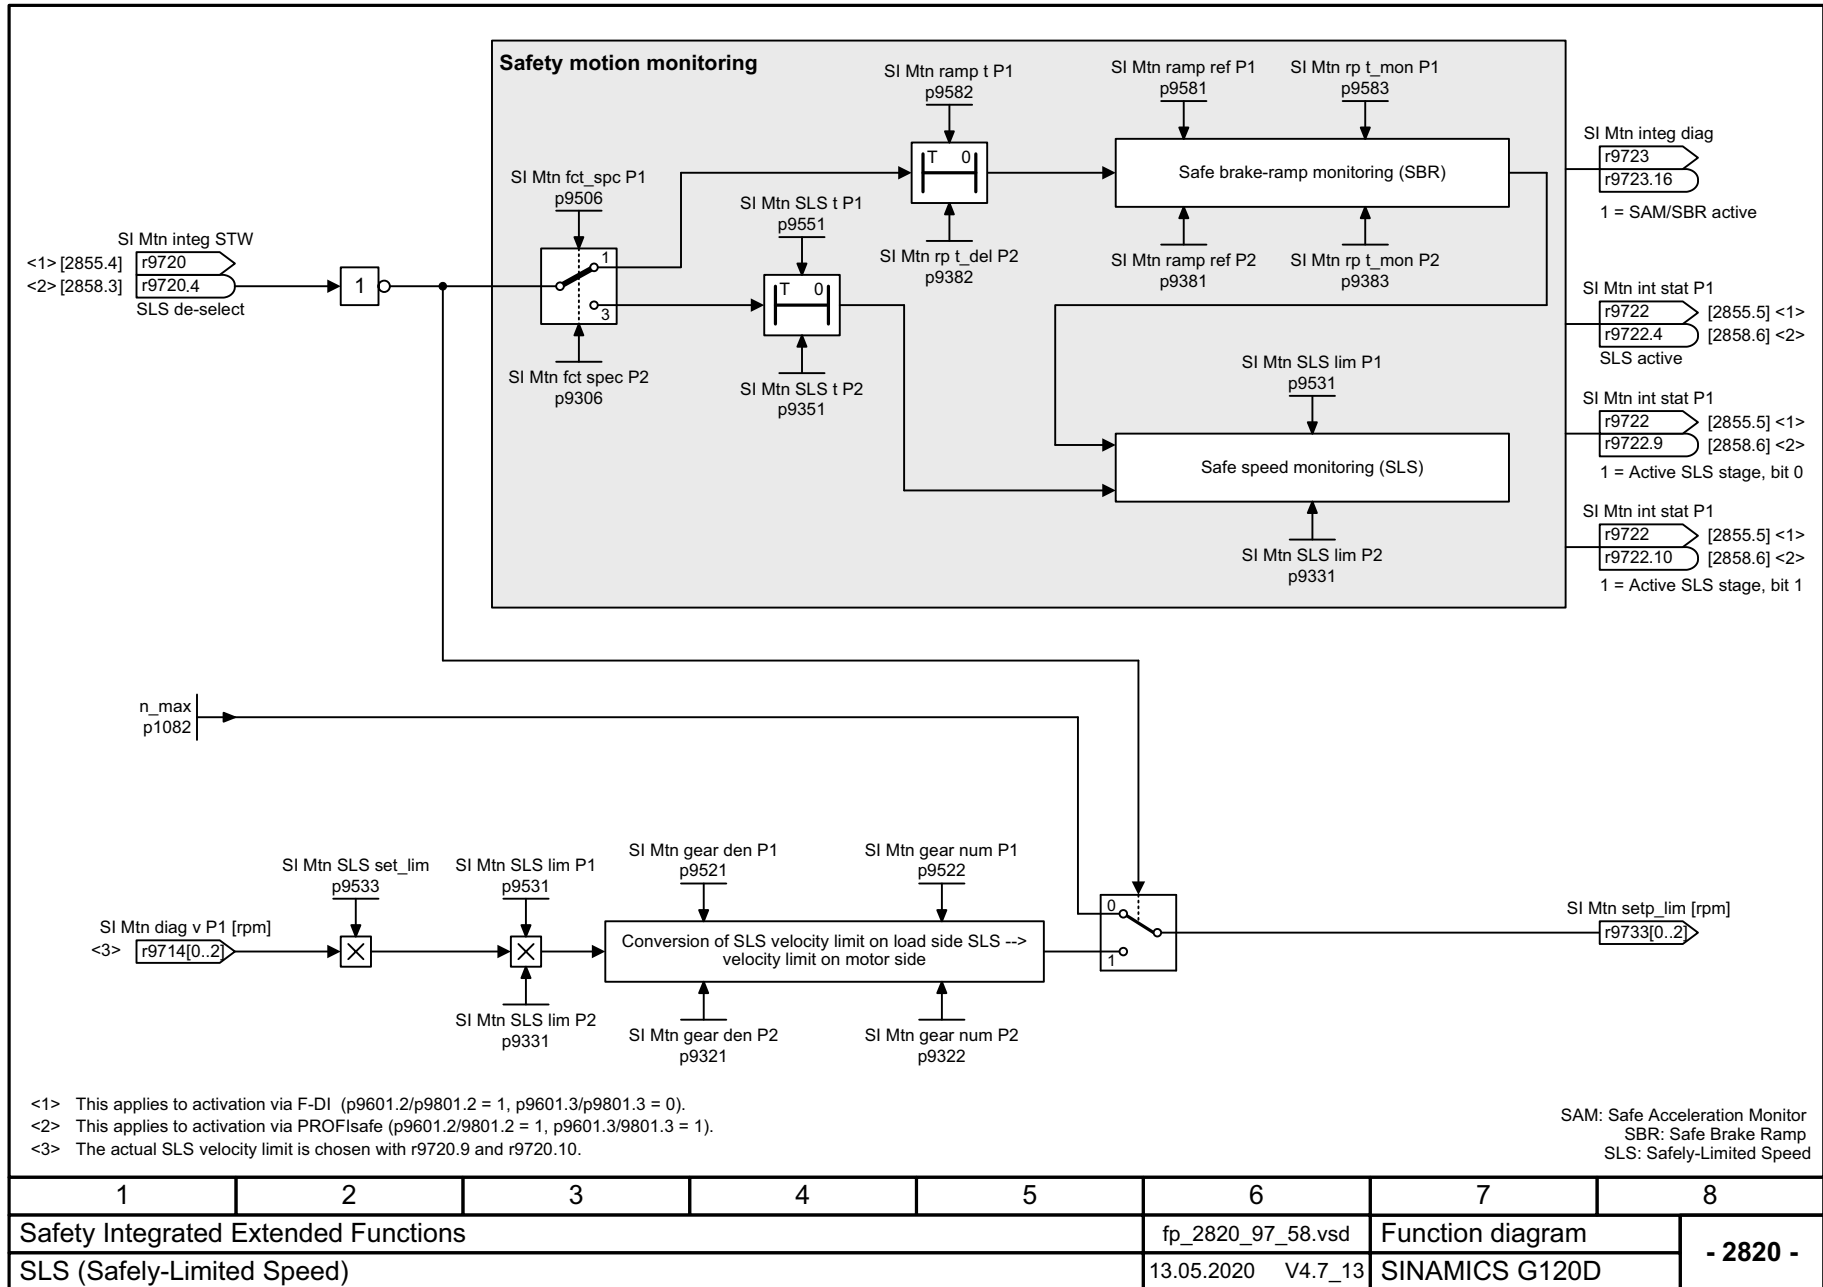 Safety motion monitoring
SI Mtn ramp t P1
p9582
SI Mtn ramp ref P1
p9581
SI Mtn rp t_mon P1
p9583
SI Mtn integ diag
r9723
r9723.16
1 = SAM/SBR active
T 0
Safe brake-ramp monitoring (SBR)
SI Mtn fct_spc P1
p9506
SI Mtn SLS t P1
p9551
SI Mtn rp t_del P2
p9382
SI Mtn ramp ref P2
p9381
SI Mtn rp t_mon P2
p9383
SI Mtn integ STW
<1> [2855.4] r9720
<2> [2858.3] r9720.4
SLS de-select
1
1
3
T 0
SI Mtn int stat P1
r9722 [2855.5] <1>
r9722.4 [2858.6] <2>
SLS active
SI Mtn fct spec P2
p9306
SI Mtn SLS t P2
p9351
SI Mtn SLS lim P1
p9531
SI Mtn int stat P1
r9722 [2855.5] <1>
r9722.9 [2858.6] <2>
1 = Active SLS stage, bit 0
Safe speed monitoring (SLS)
SI Mtn SLS lim P2
p9331
SI Mtn int stat P1
r9722 [2855.5] <1>
r9722.10 [2858.6] <2>
1 = Active SLS stage, bit 1
n_max
p1082
SI Mtn SLS set_lim
p9533
SI Mtn SLS lim P1
p9531
SI Mtn gear den P1
p9521
SI Mtn gear num P1
p9522
SI Mtn diag v P1 [rpm]
<3> r9714[0..2]
Conversion of SLS velocity limit on load side SLS -->
velocity limit on motor side
0
1
SI Mtn setp_lim [rpm]
r9733[0..2]
SI Mtn SLS lim P2
p9331
SI Mtn gear den P2
p9321
SI Mtn gear num P2
p9322
<1> This applies to activation via F-DI (p9601.2/p9801.2 = 1, p9601.3/p9801.3 = 0).
<2> This applies to activation via PROFIsafe (p9601.2/9801.2 = 1, p9601.3/9801.3 = 1).
<3> The actual SLS velocity limit is chosen with r9720.9 and r9720.10.
SAM: Safe Acceleration Monitor
SBR: Safe Brake Ramp
SLS: Safely-Limited Speed
1 2 3 4 5 6 7 8
Safety Integrated Extended Functions fp_2820_97_58.vsd Function diagram
- 2820 -
SLS (Safely-Limited Speed) 13.05.2020 V4.7_13 SINAMICS G120D